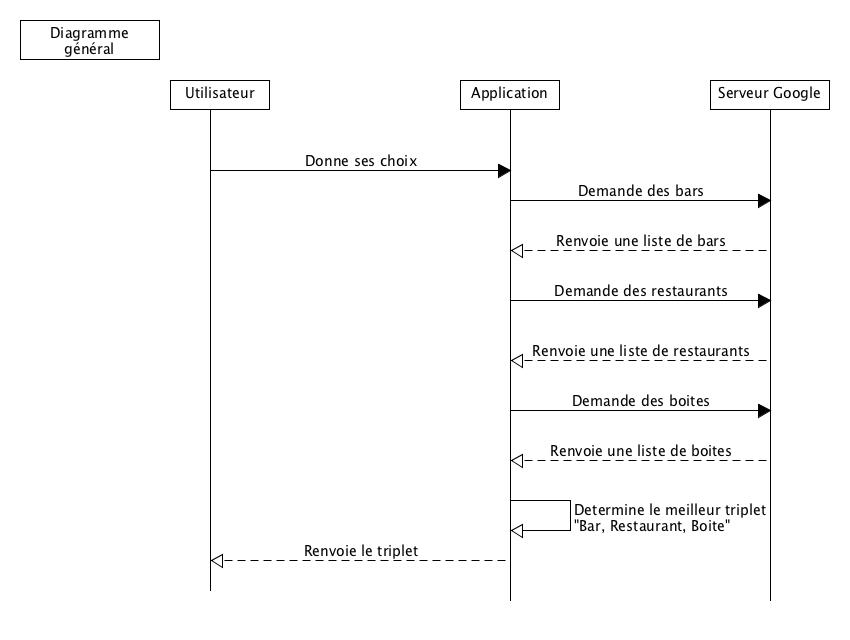 Diagramme
général
Utilisateur
Application
Serveur Google
Donne ses choix
Demande des bars
Renvoie une liste de bars
Demande des restaurants
Renvoie une liste de restaurants
Demande des boites
Renvoie une liste de boites
Determine le meilleur triplet
"Bar, Restaurant, Boite"
Renvoie le triplet